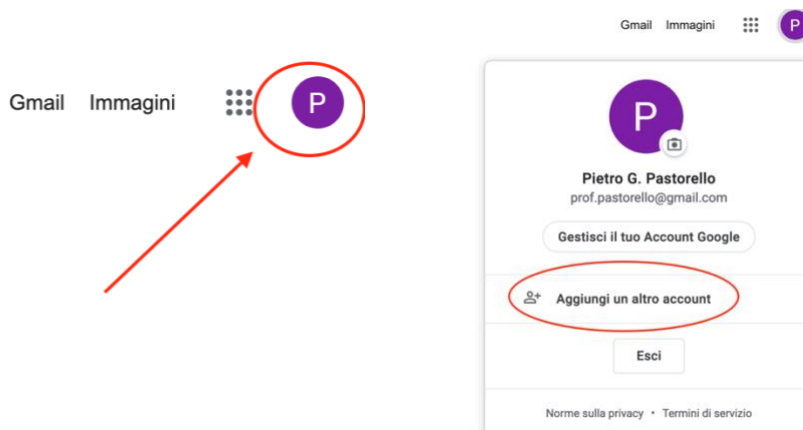 Gmail Immagini P
Gmail Immagini P
P
Pietro G. Pastorello
prof.pastorello@gmail.com
Gestisci il tuo Account Google
Aggiungi un altro account
Esci
Norme sulla privacy • Termini di servizio